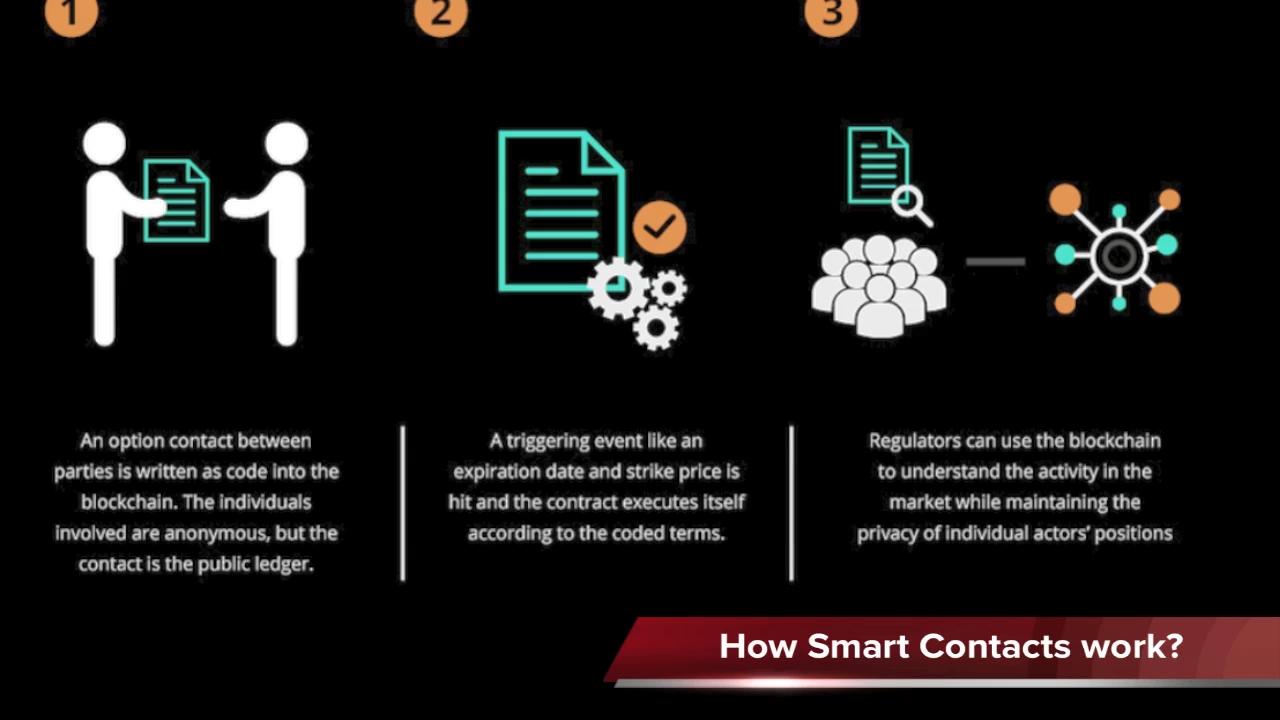 1
2
3
An option contact between
parties is written as code into the
blockchain. The individuals
involved are anonymous, but the
contact is the public ledger.
A triggering event like an
expiration date and strike price is
hit and the contract executes itself
according to the coded terms.
Regulators can use the blockchain
to understand the activity in the
market while maintaining the
privacy of individual actors' positions
How Smart Contacts work?